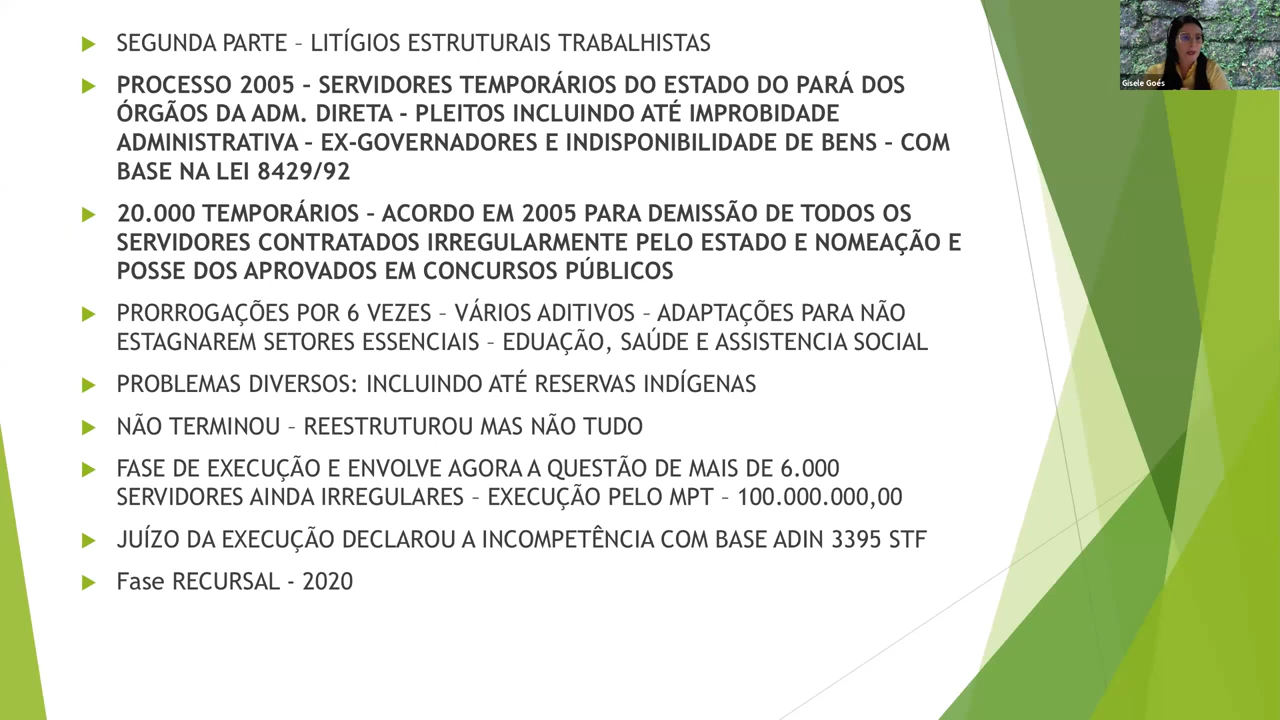 SEGUNDA PARTE – LITÍGIOS ESTRUTURAIS TRABALHISTAS
PROCESSO 2005 – SERVIDORES TEMPORÁRIOS DO ESTADO DO PARÁ DOS
ÓRGÃOS DA ADM. DIRETA - PLEITOS INCLUINDO ATÉ IMPROBIDADE
ADMINISTRATIVA – EX-GOVERNADORES E INDISPONIBILIDADE DE BENS – COM
BASE NA LEI 8429/92
20.000 TEMPORÁRIOS – ACORDO EM 2005 PARA DEMISSÃO DE TODOS OS
SERVIDORES CONTRATADOS IRREGULARMENTE PELO ESTADO E NOMEAÇÃO E
POSSE DOS APROVADOS EM CONCURSOS PÚBLICOS
PRORROGAÇÕES POR 6 VEZES – VÁRIOS ADITIVOS – ADAPTAÇÕES PARA NÃO
ESTAGNAREM SETORES ESSENCIAIS – EDUAÇÃO, SAÚDE E ASSISTENCIA SOCIAL
PROBLEMAS DIVERSOS: INCLUINDO ATÉ RESERVAS INDÍGENAS
NÃO TERMINOU – REESTRUTUROU MAS NÃO TUDO
FASE DE EXECUÇÃO E ENVOLVE AGORA A QUESTÃO DE MAIS DE 6.000
SERVIDORES AINDA IRREGULARES – EXECUÇÃO PELO MPT – 100.000.000,00
JUÍZO DA EXECUÇÃO DECLAROU A INCOMPETÊNCIA COM BASE ADIN 3395 STF
Fase RECURSAL - 2020
Gisele Goés